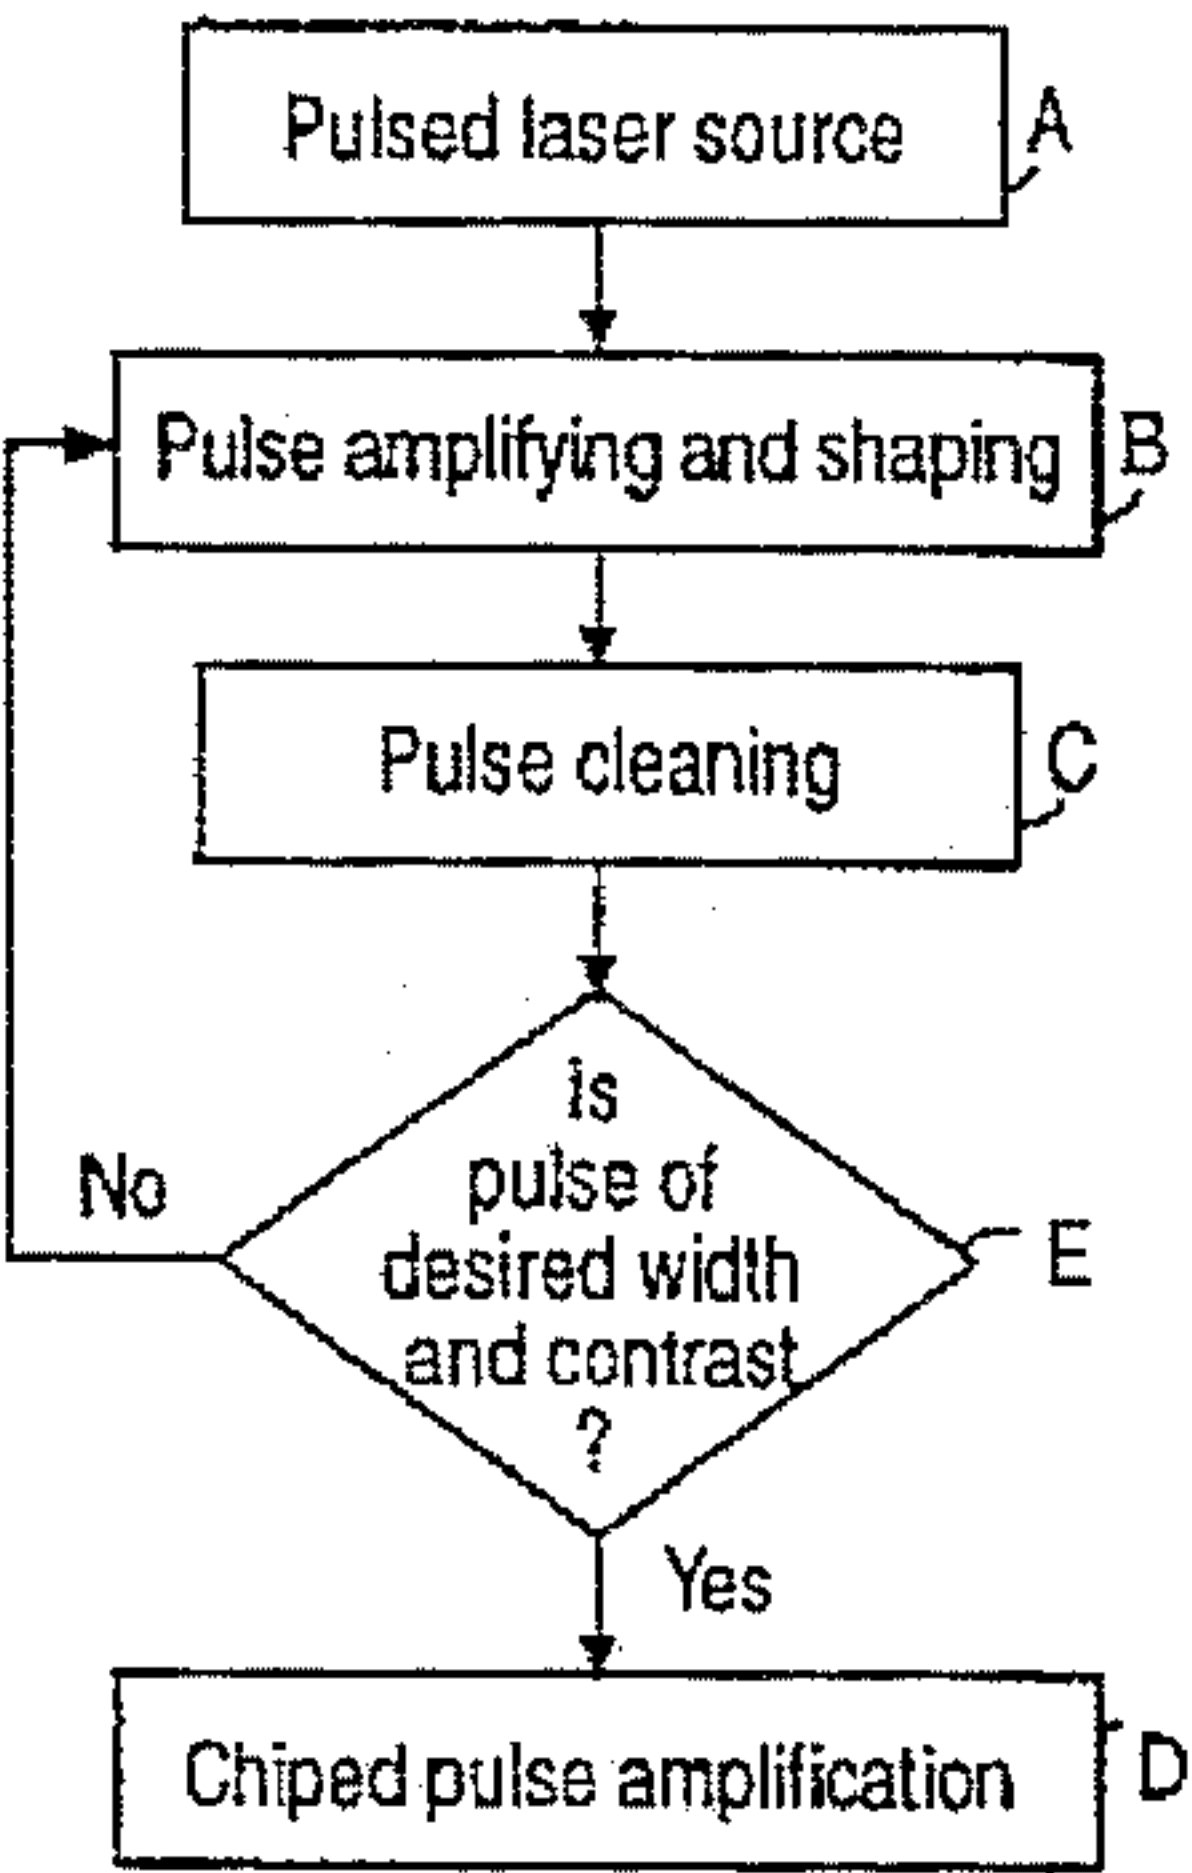 Pulsed laser source
A
Pulse amplifying and shaping
B
Pulse cleaning
C
is
pulse of
desired width
and contrast
?
E
No
Yes
Chiped pulse amplification
D